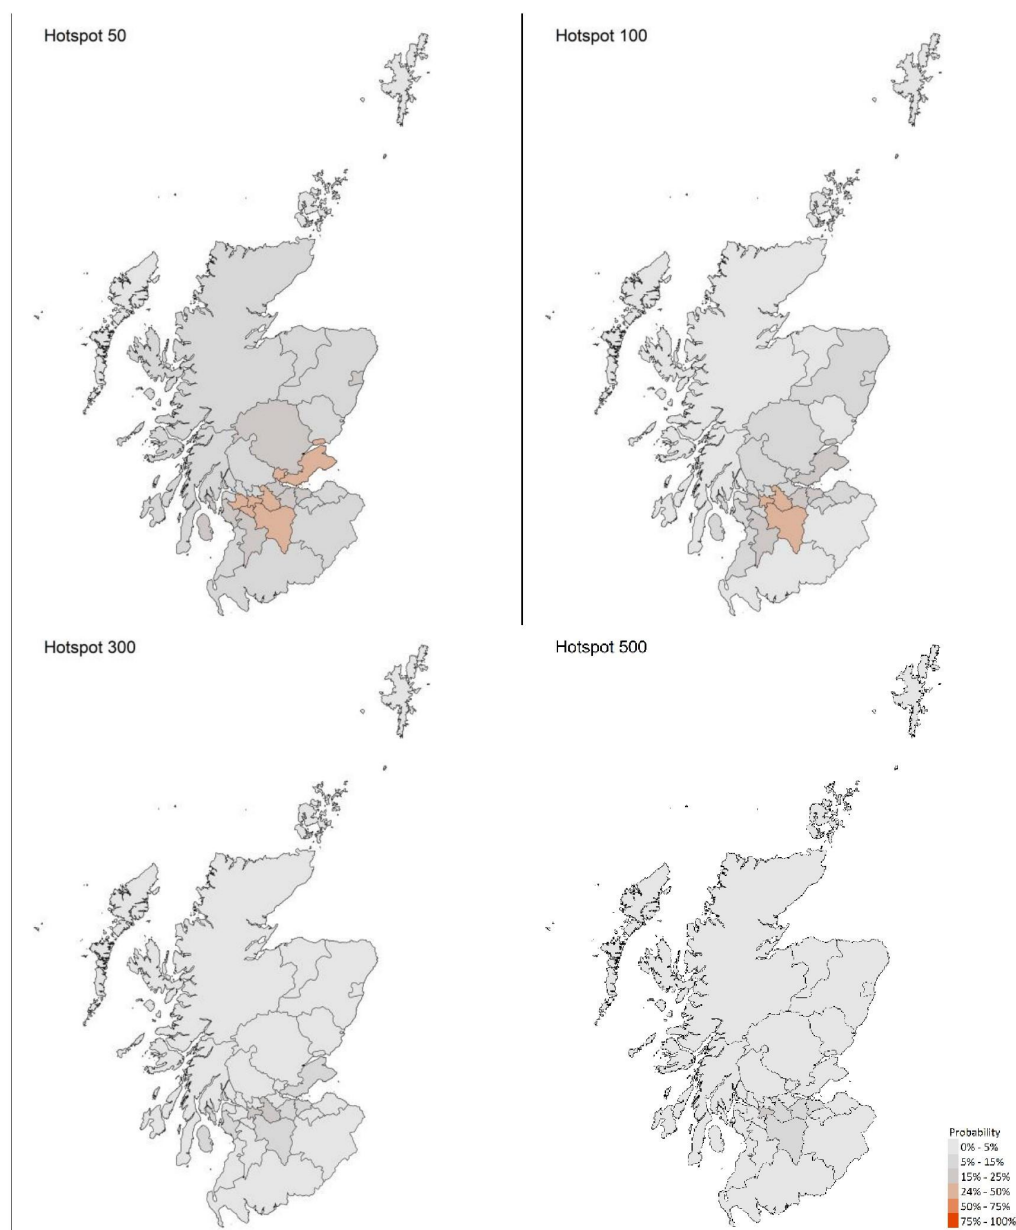 Hotspot 50
Hotspot 100
Hotspot 300
Hotspot 500
Probability
0% - 5%
5% - 15%
15% - 25%
24% - 50%
50% - 75%
75% - 100%